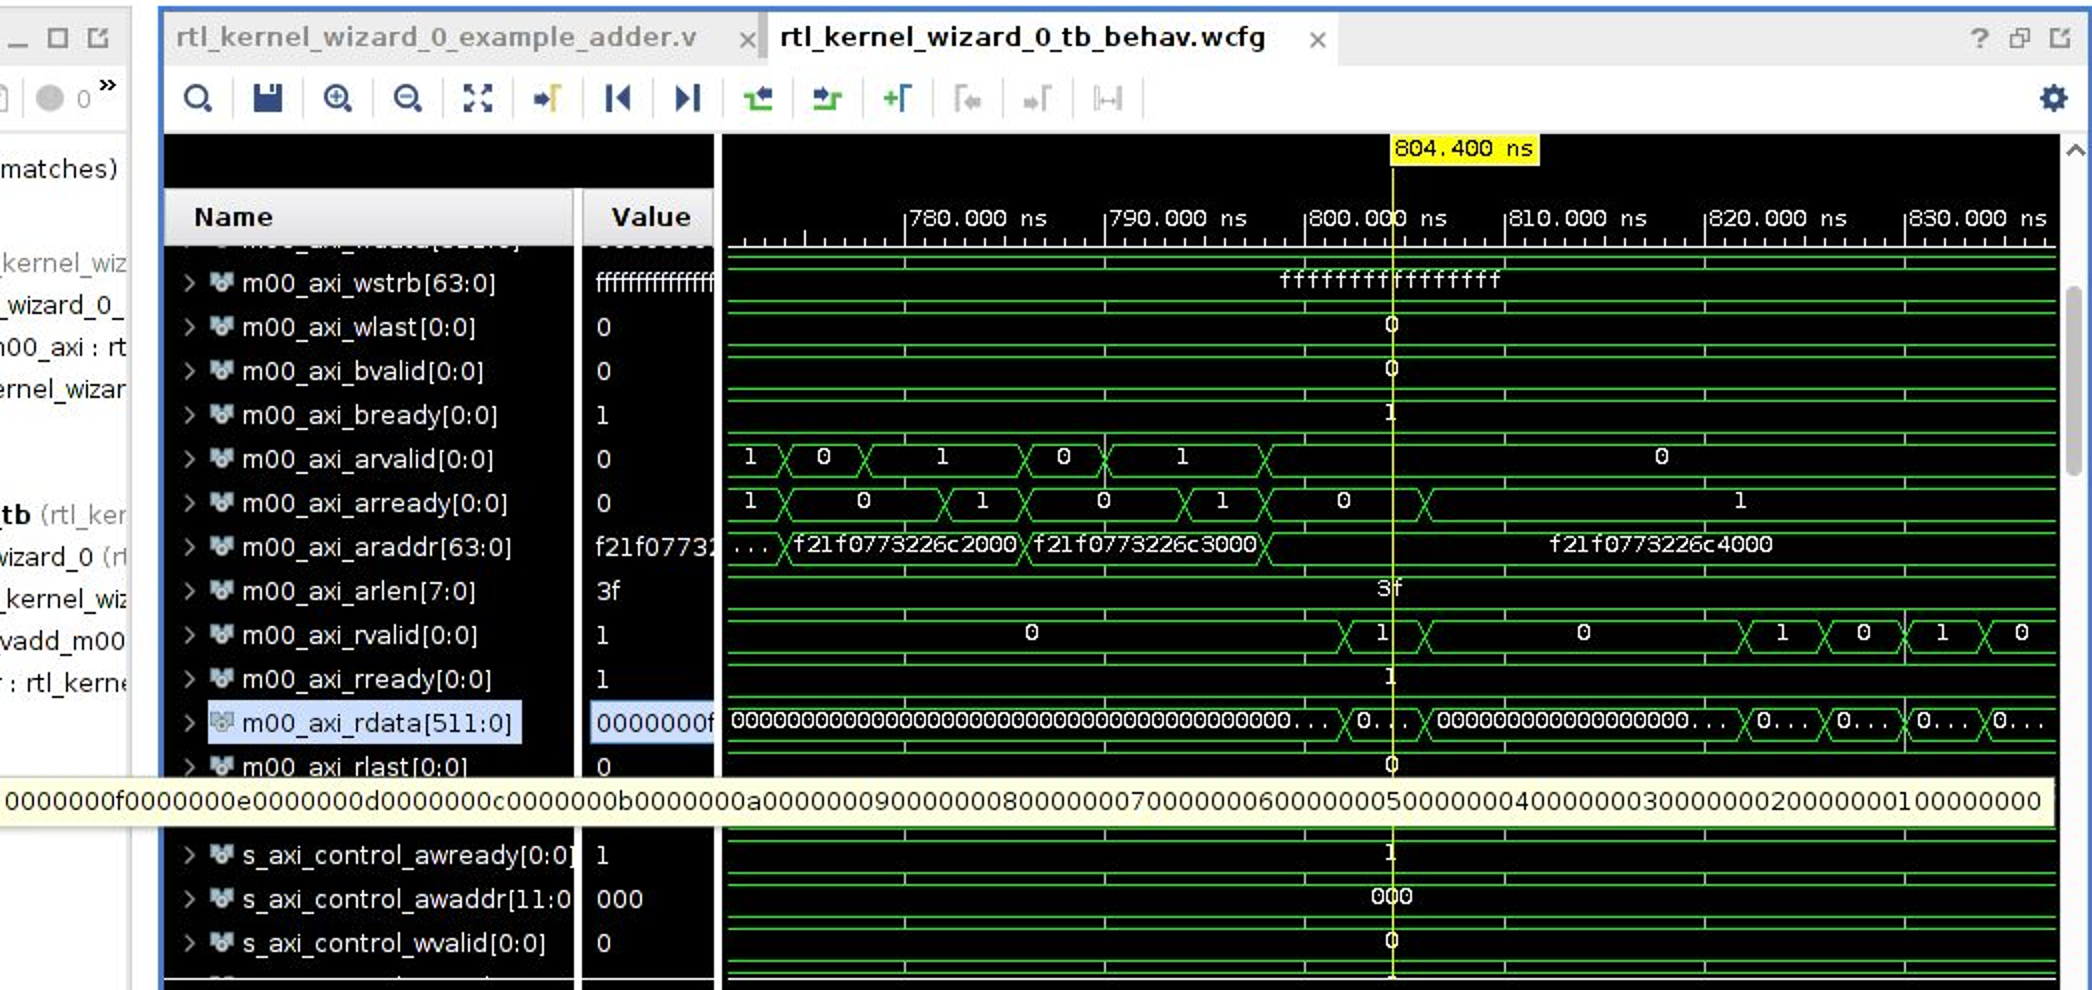 rtl_kernel_wizard_0_example_adder.v × rtl_kernel_wizard_0_tb_behav.wcfg ×
?
0 »
matches)
kernel_wiz
_wizard_0_
m00_axi : rt
ernel_wizar
tb (rtl_ker
wizard_0 (rt
_kernel_wiz
vadd_m00
r : rtl_kerne
804.400 ns
Name Value
780.000 ns 790.000 ns 800.000 ns 810.000 ns 820.000 ns 830.000 ns
m00_axi_wstrb[63:0] fffffffffffffff ffffffffffffffff
m00_axi_wlast[0:0] 0 0
m00_axi_bvalid[0:0] 0 0
m00_axi_bready[0:0] 1 1
m00_axi_arvalid[0:0] 0 1 0 1 0 1 0
m00_axi_arready[0:0] 0 1 0 1 0 1 0 1
m00_axi_araddr[63:0] f21f07732 ... f21f0773226c2000 f21f0773226c3000 f21f0773226c4000
m00_axi_arlen[7:0] 3f 3f
m00_axi_rvalid[0:0] 1 0 1 0 1 0 1 0
m00_axi_rready[0:0] 1 1
m00_axi_rdata[511:0] 0000000f 0000000000000000000000000000000000000000... 0... 000000000000000000... 0... 0... 0... 0...
m00_axi_rlast[0:0] 0 0
0000000f0000000e0000000d0000000c0000000b0000000a00000009000000080000000700000006000000050000000400000003000000020000000100000000
s_axi_control_awready[0:0] 1 1
s_axi_control_awaddr[11:0 000 000
s_axi_control_wvalid[0:0] 0 0